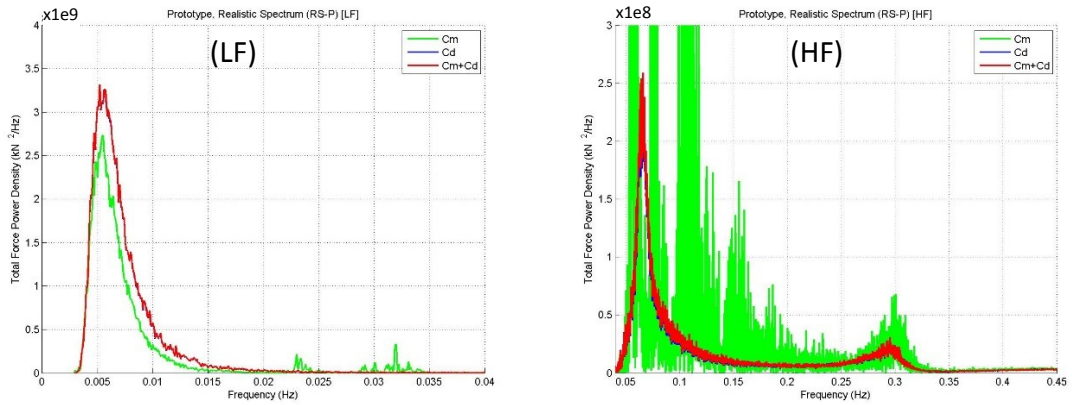 x1e9
Prototype, Realistic Spectrum (RS-P) [LF]
(LF)
Cm
Cd
Cm+Cd
4
3.5
3
2.5
2
1.5
1
0.5
0
Total Force Power Density (kN^2/Hz)
0 0.005 0.01 0.015 0.02 0.025 0.03 0.035 0.04
Frequency (Hz)
x1e8
Prototype, Realistic Spectrum (RS-P) [HF]
(HF)
Cm
Cd
Cm+Cd
3
2.5
2
1.5
1
0.5
0
Total Force Power Density (kN^2/Hz)
0.05 0.1 0.15 0.2 0.25 0.3 0.35 0.4 0.45
Frequency (Hz)